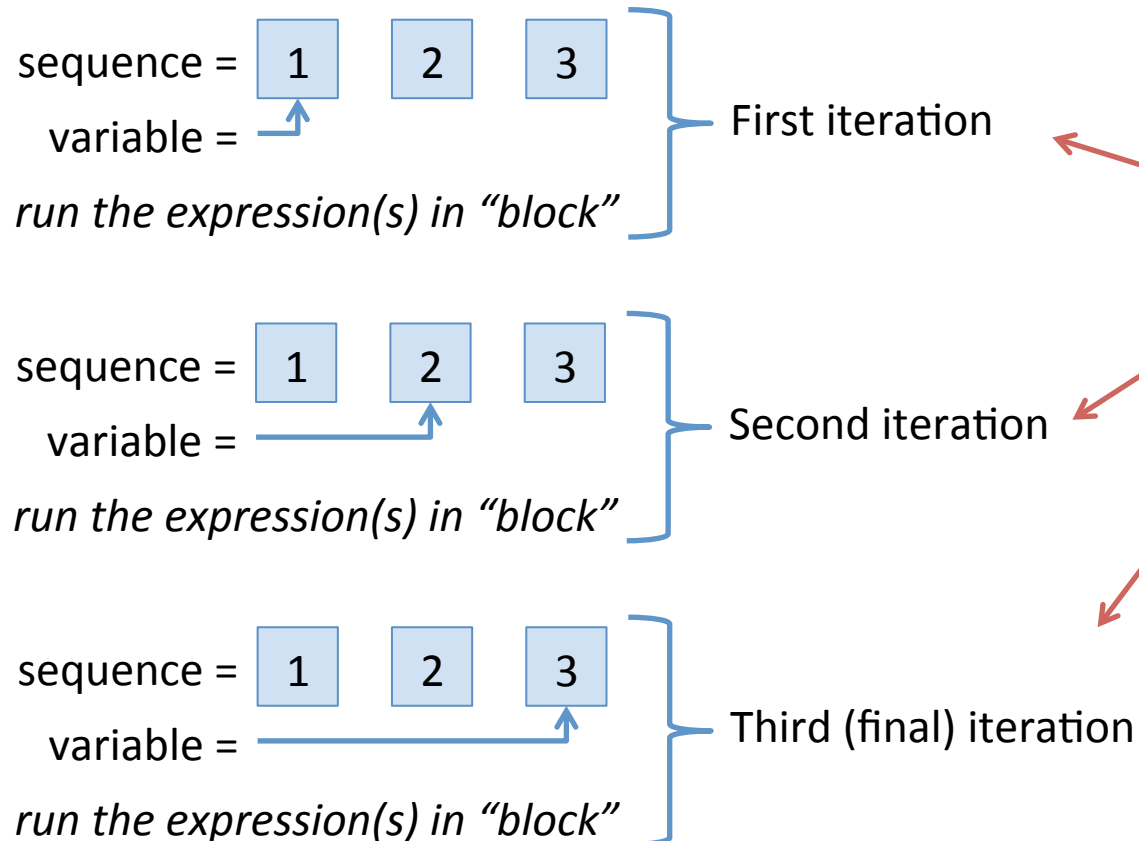 sequence = 1 2 3
variable =
First iteration
run the expression(s) in “block”
sequence = 1 2 3
variable =
Second iteration
run the expression(s) in “block”
sequence = 1 2 3
variable =
Third (final) iteration
run the expression(s) in “block”